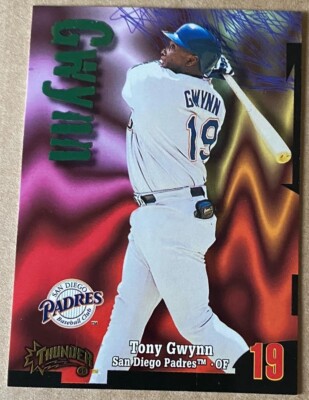 Gwynn
GWYNN
19
SAN DIEGO
PADRES
Baseball Club
THUNDER
Tony Gwynn
San Diego Padres™ - OF
19